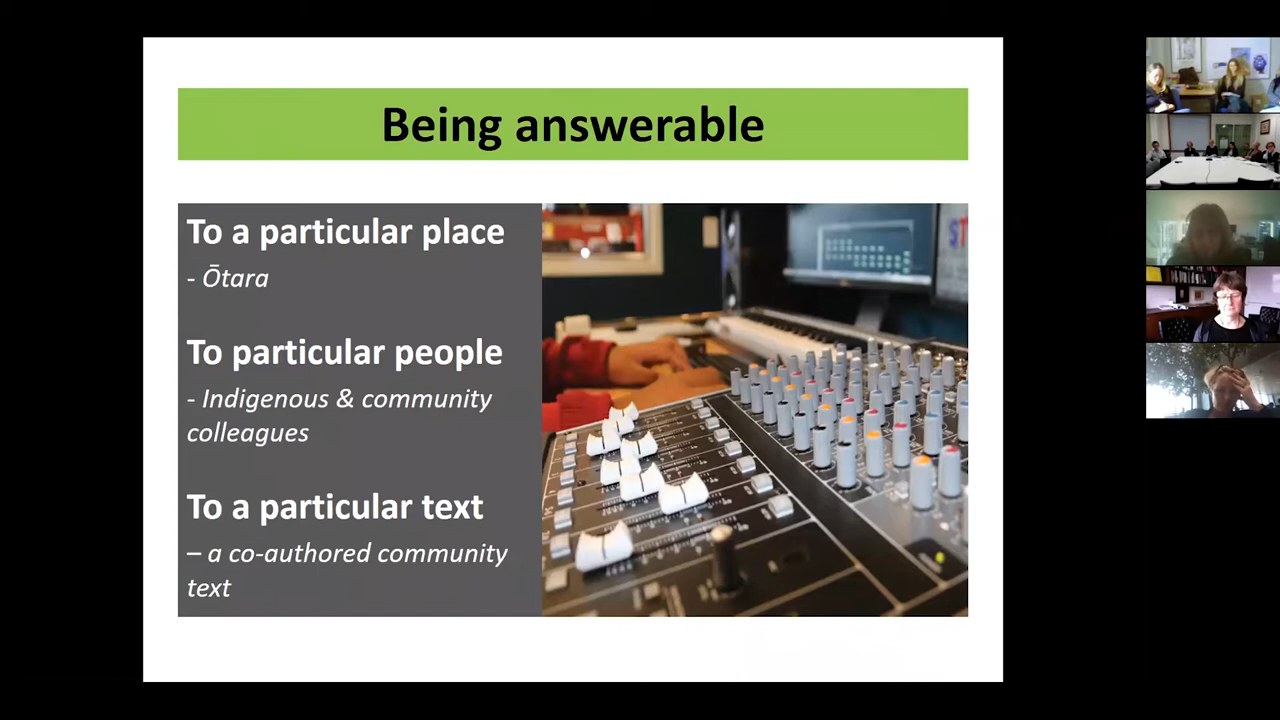 Being answerable
To a particular place
- Ōtara
To particular people
- Indigenous & community
colleagues
To a particular text
– a co-authored community
text